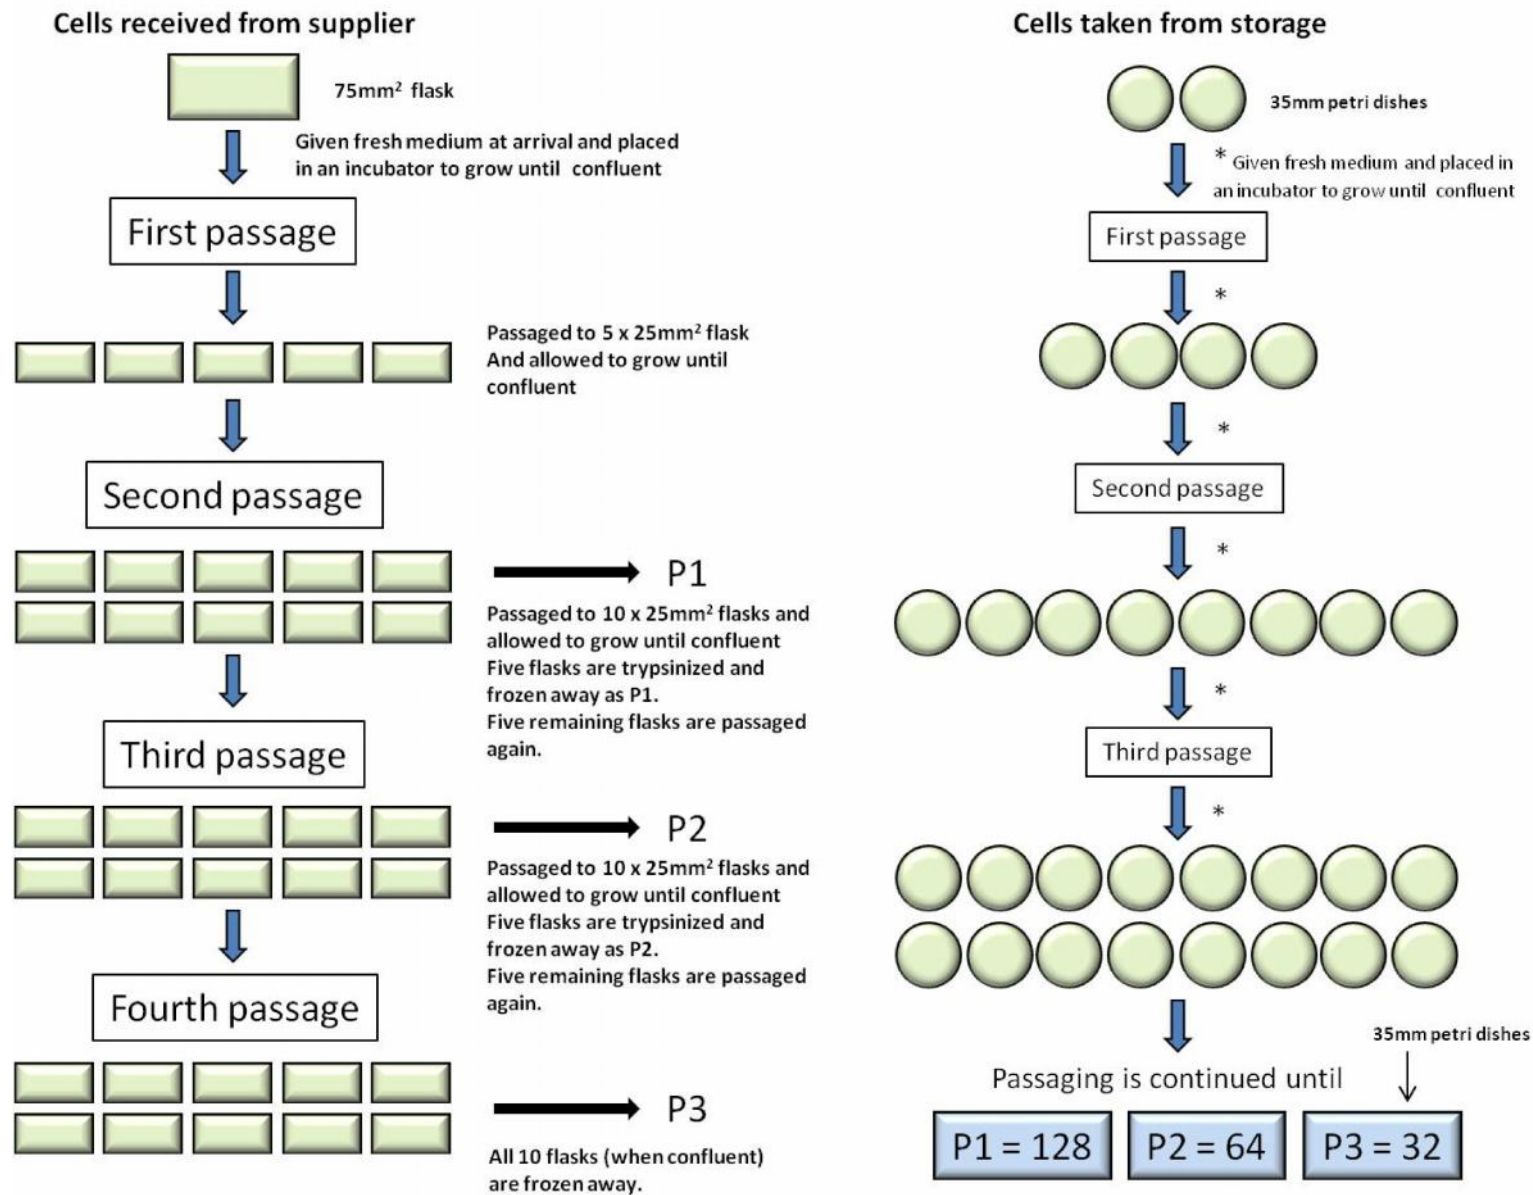 Cells received from supplier
75mm² flask
Given fresh medium at arrival and placed
in an incubator to grow until confluent
First passage
Passaged to 5 x 25mm² flask
And allowed to grow until
confluent
Second passage
P1
Passaged to 10 x 25mm² flasks and
allowed to grow until confluent
Five flasks are trypsinized and
frozen away as P1.
Five remaining flasks are passaged
again.
Third passage
P2
Passaged to 10 x 25mm² flasks and
allowed to grow until confluent
Five flasks are trypsinized and
frozen away as P2.
Five remaining flasks are passaged
again.
Fourth passage
P3
All 10 flasks (when confluent)
are frozen away.
Cells taken from storage
35mm petri dishes
* Given fresh medium and placed in
an incubator to grow until confluent
First passage
*
*
Second passage
*
*
Third passage
*
35mm petri dishes
Passaging is continued until
P1 = 128
P2 = 64
P3 = 32